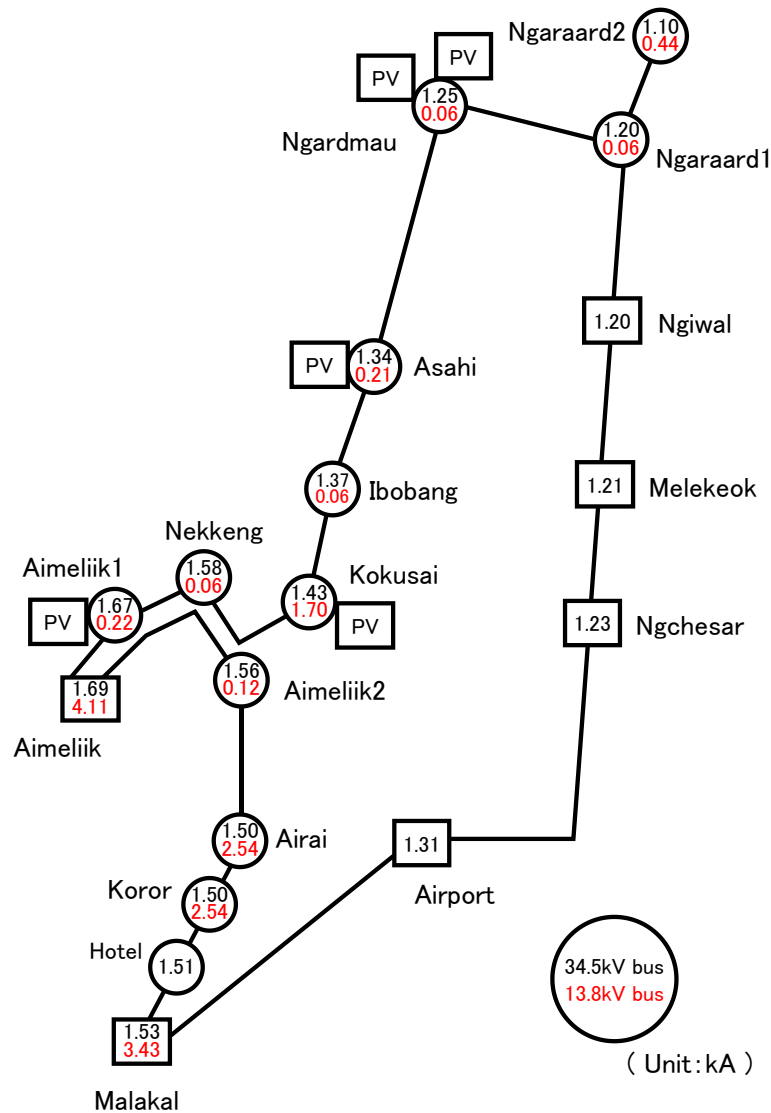 Ngaraard2
1.10
0.44
PV
PV
1.25
0.06
Ngardmau
1.20
0.06
Ngaraard1
1.20
Ngiwal
PV
1.34
0.21
Asahi
1.37
0.06
Ibobang
1.21
Melekeok
Nekkeng
1.58
0.06
Aimeliik1
1.67
0.22
PV
Kokusai
1.43
1.70
PV
1.23
Ngchesar
1.69
4.11
Aimeliik
1.56
0.12
Aimeliik2
1.50
2.54
Airai
1.31
Airport
Koror
1.50
2.54
Hotel
1.51
1.53
3.43
Malakal
34.5kV bus
13.8kV bus
( Unit:kA )